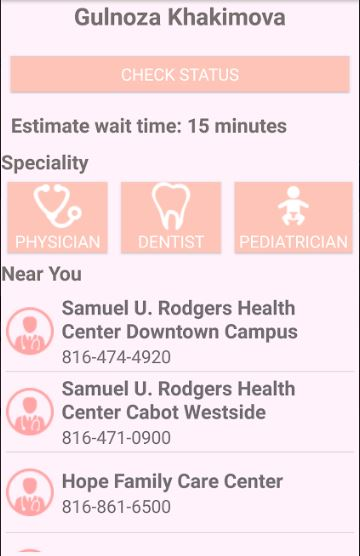 Gulnoza Khakimova
CHECK STATUS
Estimate wait time: 15 minutes
Speciality
PHYSICIAN
DENTIST
PEDIATRICIAN
Near You
Samuel U. Rodgers Health
Center Downtown Campus
816-474-4920
Samuel U. Rodgers Health
Center Cabot Westside
816-471-0900
Hope Family Care Center
816-861-6500